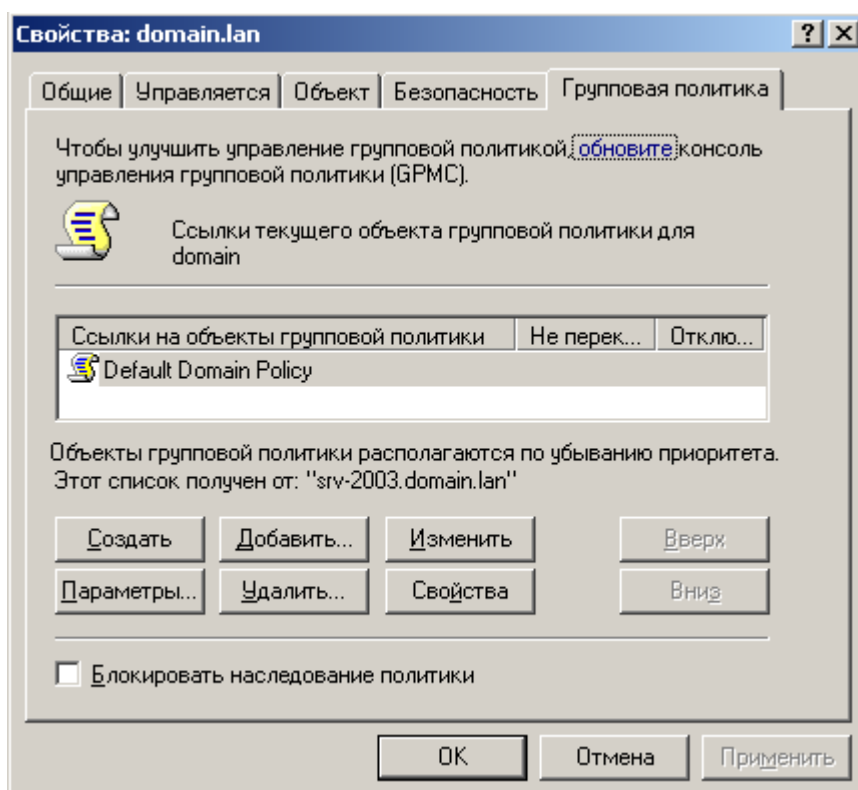 Свойства: domain.lan
Общие Управляется Объект Безопасность Групповая политика
Чтобы улучшить управление групповой политикой, обновите консоль
управления групповой политики (GPMC).
Ссылки текущего объекта групповой политики для
domain
Ссылки на объекты групповой политики Не перек... Отклю...
Default Domain Policy
Объекты групповой политики располагаются по убыванию приоритета.
Этот список получен от: "srv-2003.domain.lan"
Создать Добавить... Изменить Вверх
Параметры... Удалить... Свойства Вниз
Блокировать наследование политики
OK Отмена Применить